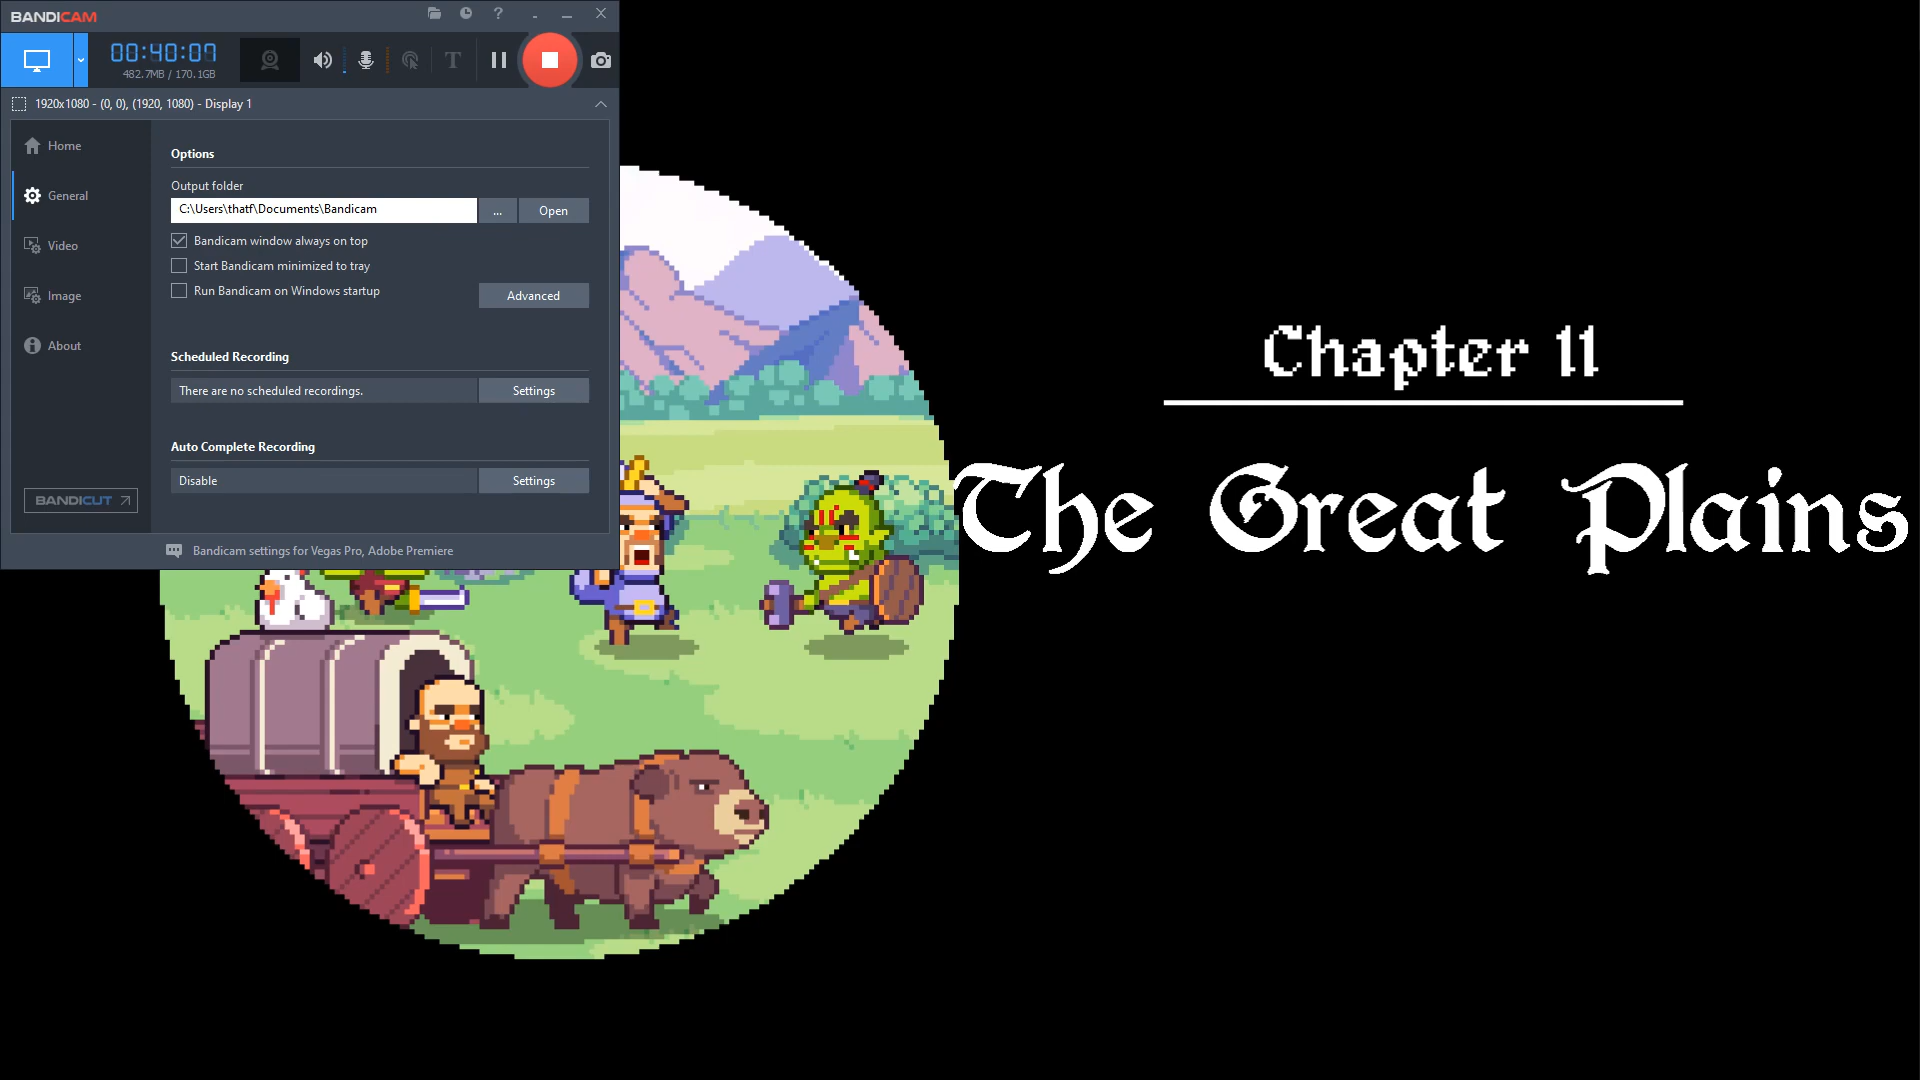 BANDICAM
00:40:07
482.7MB / 170.1GB
1920x1080 - (0, 0), (1920, 1080) - Display 1
Home
General
Video
Image
About
BANDICUT
Options
Output folder
C:\Users\thatf\Documents\Bandicam
...
Open
Bandicam window always on top
Start Bandicam minimized to tray
Run Bandicam on Windows startup
Advanced
Scheduled Recording
There are no scheduled recordings.
Settings
Auto Complete Recording
Disable
Settings
Bandicam settings for Vegas Pro, Adobe Premiere
Chapter 11
The Great Plains